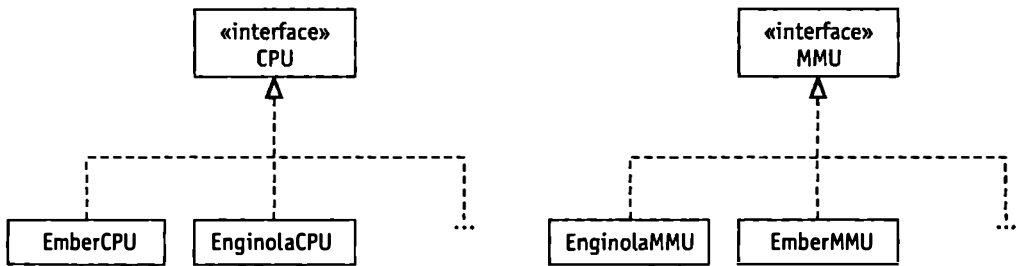 «interface»
CPU
«interface»
MMU
EmberCPU
EnginolaCPU
...
EnginolaMMU
EmberMMU
...